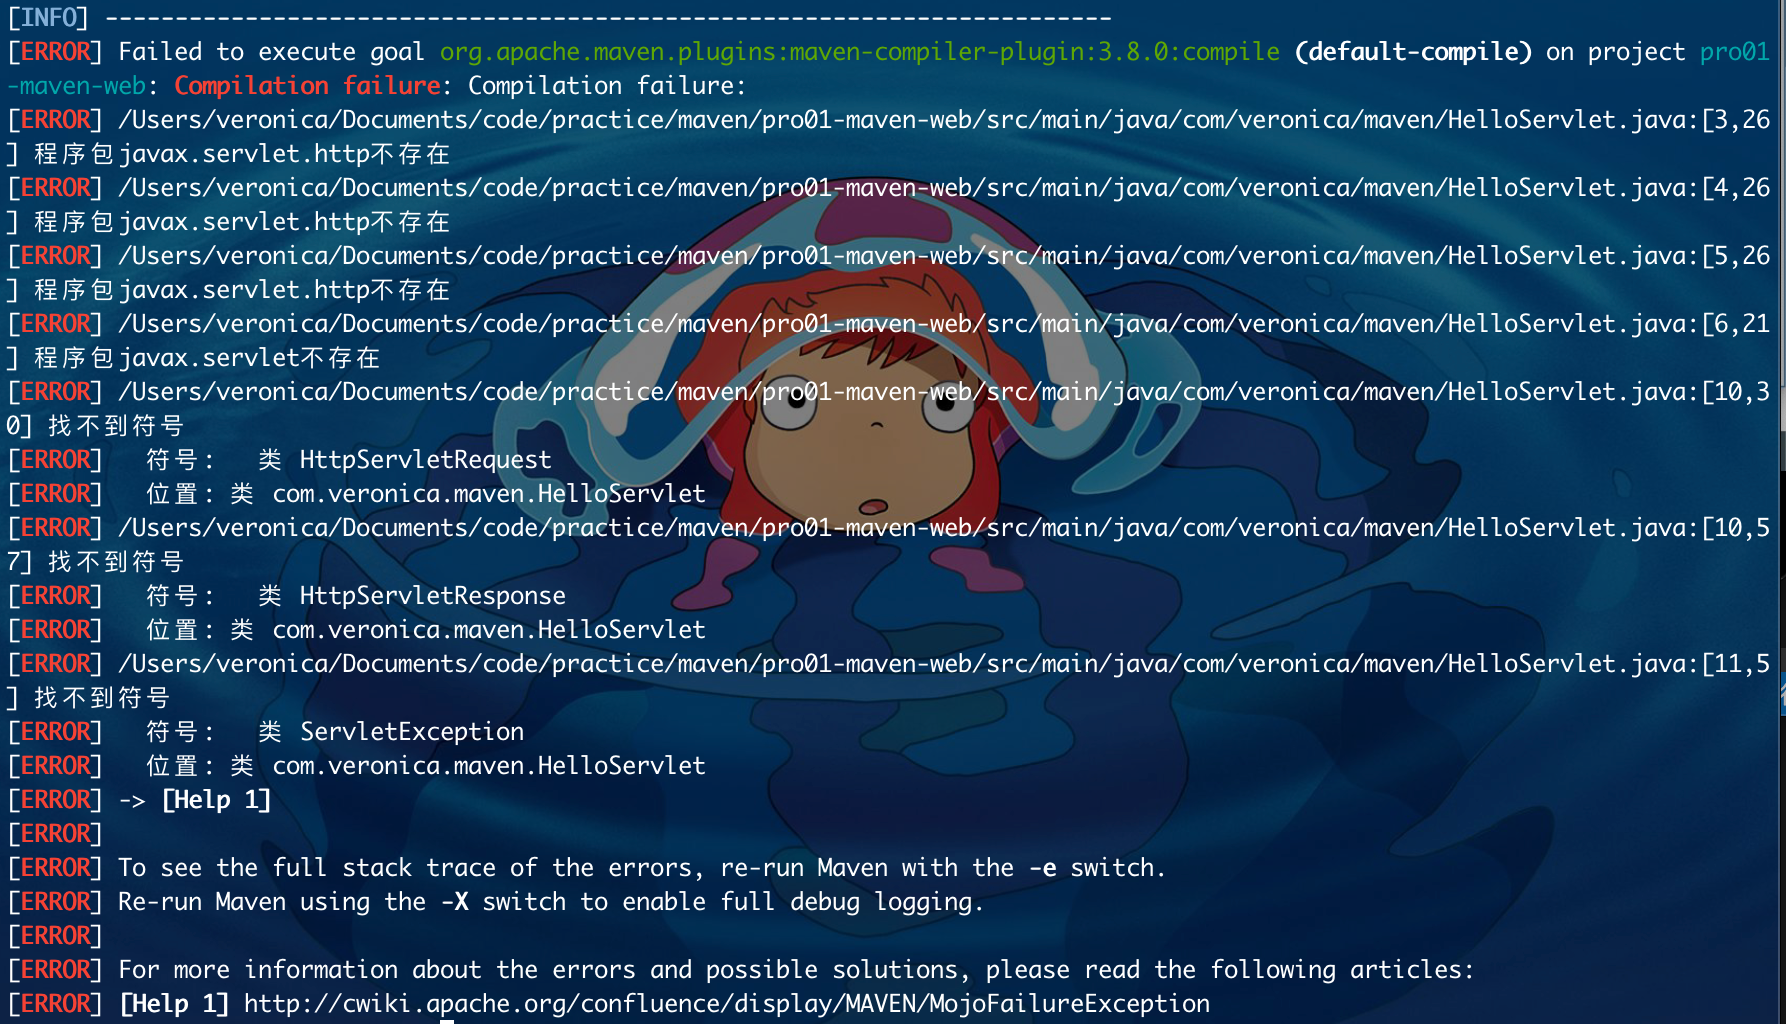 [INFO] ------------------------------------------------------------------------
[ERROR] Failed to execute goal org.apache.maven.plugins:maven-compiler-plugin:3.8.0:compile (default-compile) on project pro01
-maven-web: Compilation failure: Compilation failure:
[ERROR] /Users/veronica/Documents/code/practice/maven/pro01-maven-web/src/main/java/com/veronica/maven/HelloServlet.java:[3,26
] 程序包javax.servlet.http不存在
[ERROR] /Users/veronica/Documents/code/practice/maven/pro01-maven-web/src/main/java/com/veronica/maven/HelloServlet.java:[4,26
] 程序包javax.servlet.http不存在
[ERROR] /Users/veronica/Documents/code/practice/maven/pro01-maven-web/src/main/java/com/veronica/maven/HelloServlet.java:[5,26
] 程序包javax.servlet.http不存在
[ERROR] /Users/veronica/Documents/code/practice/maven/pro01-maven-web/src/main/java/com/veronica/maven/HelloServlet.java:[6,21
] 程序包javax.servlet不存在
[ERROR] /Users/veronica/Documents/code/practice/maven/pro01-maven-web/src/main/java/com/veronica/maven/HelloServlet.java:[10,3
0] 找不到符号
[ERROR]   符号:   类 HttpServletRequest
[ERROR]   位置: 类 com.veronica.maven.HelloServlet
[ERROR] /Users/veronica/Documents/code/practice/maven/pro01-maven-web/src/main/java/com/veronica/maven/HelloServlet.java:[10,5
7] 找不到符号
[ERROR]   符号:   类 HttpServletResponse
[ERROR]   位置: 类 com.veronica.maven.HelloServlet
[ERROR] /Users/veronica/Documents/code/practice/maven/pro01-maven-web/src/main/java/com/veronica/maven/HelloServlet.java:[11,5
] 找不到符号
[ERROR]   符号:   类 ServletException
[ERROR]   位置: 类 com.veronica.maven.HelloServlet
[ERROR] -> [Help 1]
[ERROR]
[ERROR] To see the full stack trace of the errors, re-run Maven with the -e switch.
[ERROR] Re-run Maven using the -X switch to enable full debug logging.
[ERROR]
[ERROR] For more information about the errors and possible solutions, please read the following articles:
[ERROR] [Help 1] http://cwiki.apache.org/confluence/display/MAVEN/MojoFailureException